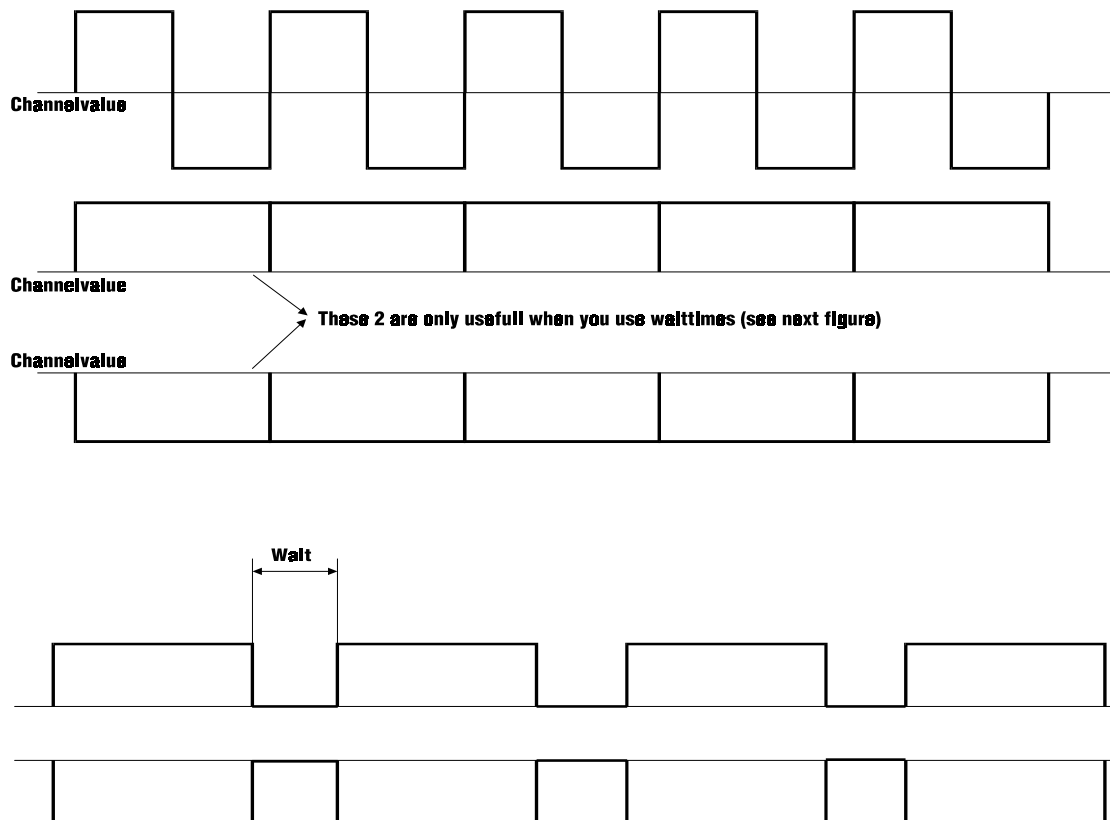 Channelvalue
Channelvalue
These 2 are only usefull when you use waittimes (see next figure)
Channelvalue
Wait